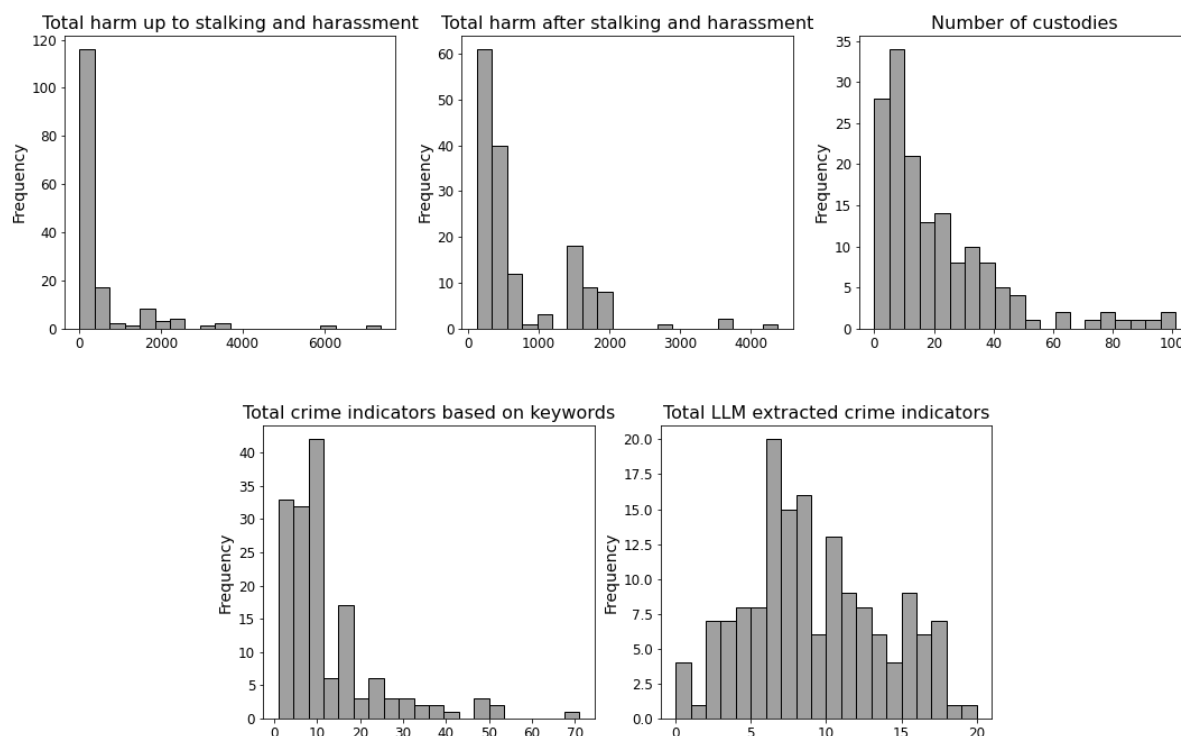 Total harm up to stalking and harassment
Total harm after stalking and harassment
Number of custodies
120
100
80
60
40
20
0
Frequency
0 2000 4000 6000
60
50
40
30
20
10
0
Frequency
0 1000 2000 3000 4000
35
30
25
20
15
10
5
0
Frequency
0 20 40 60 80 100
Total crime indicators based on keywords
Total LLM extracted crime indicators
40
35
30
25
20
15
10
5
0
Frequency
0 10 20 30 40 50 60 70
20.0
17.5
15.0
12.5
10.0
7.5
5.0
2.5
0.0
Frequency
0 5 10 15 20